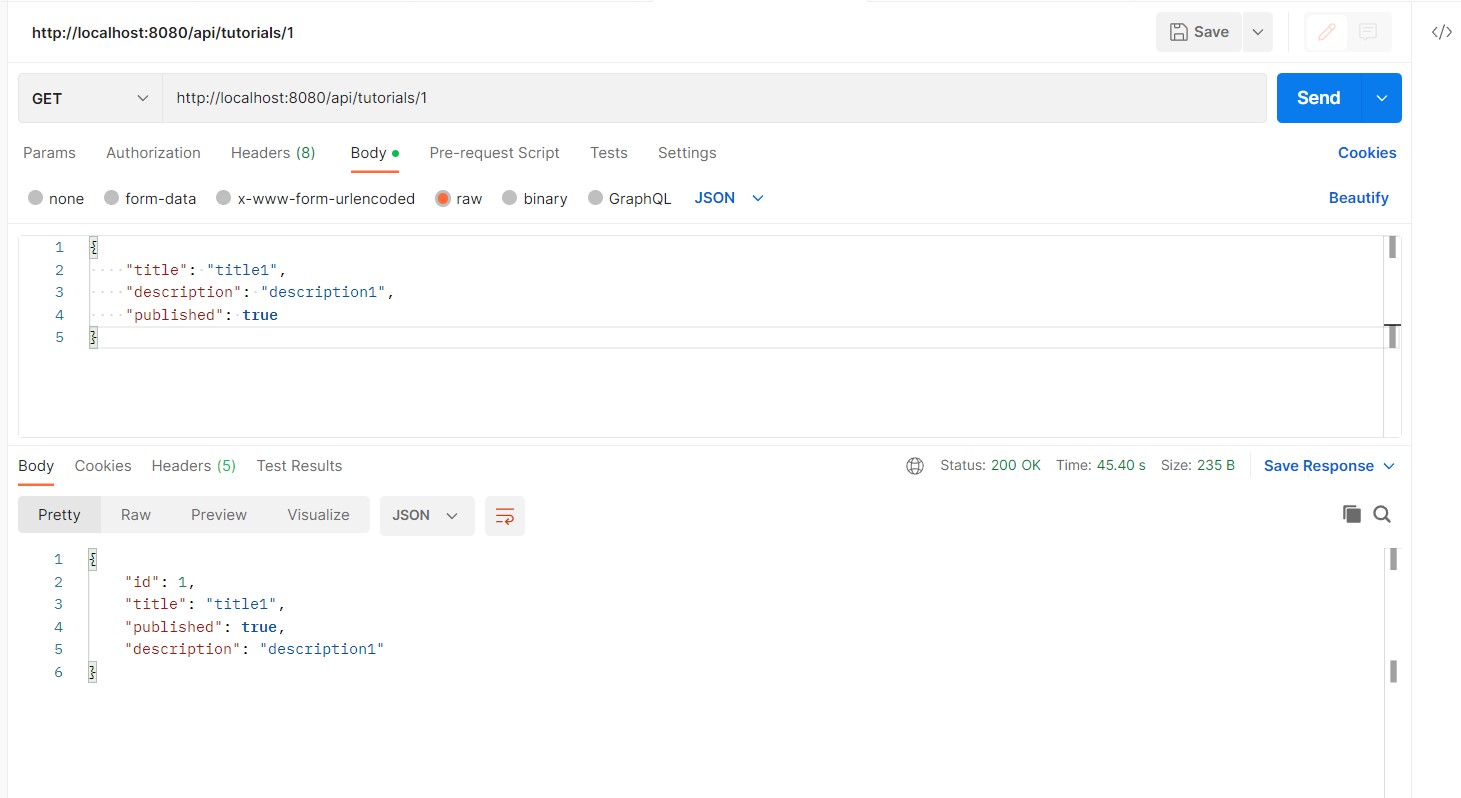 http://localhost:8080/api/tutorials/1 Save </>
GET http://localhost:8080/api/tutorials/1 Send
Params Authorization Headers (8) Body Pre-request Script Tests Settings Cookies
none form-data x-www-form-urlencoded raw binary GraphQL JSON Beautify
1 {
2 "title": "title1",
3 "description": "description1",
4 "published": true
5 }
Body Cookies Headers (5) Test Results Status: 200 OK Time: 45.40 s Size: 235 B Save Response
Pretty Raw Preview Visualize JSON
1 {
2 "id": 1,
3 "title": "title1",
4 "published": true,
5 "description": "description1"
6 }